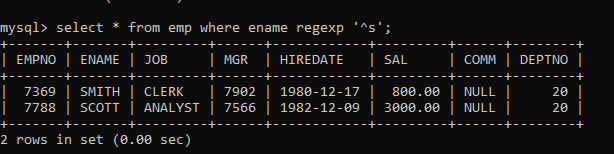 mysql> select * from emp where ename regexp '^s';
+-------+-------+---------+------+------------+---------+------+--------+
| EMPNO | ENAME | JOB     | MGR  | HIREDATE   | SAL     | COMM | DEPTNO |
+-------+-------+---------+------+------------+---------+------+--------+
|  7369 | SMITH | CLERK   | 7902 | 1980-12-17 |  800.00 | NULL |     20 |
|  7788 | SCOTT | ANALYST | 7566 | 1982-12-09 | 3000.00 | NULL |     20 |
+-------+-------+---------+------+------------+---------+------+--------+
2 rows in set (0.00 sec)